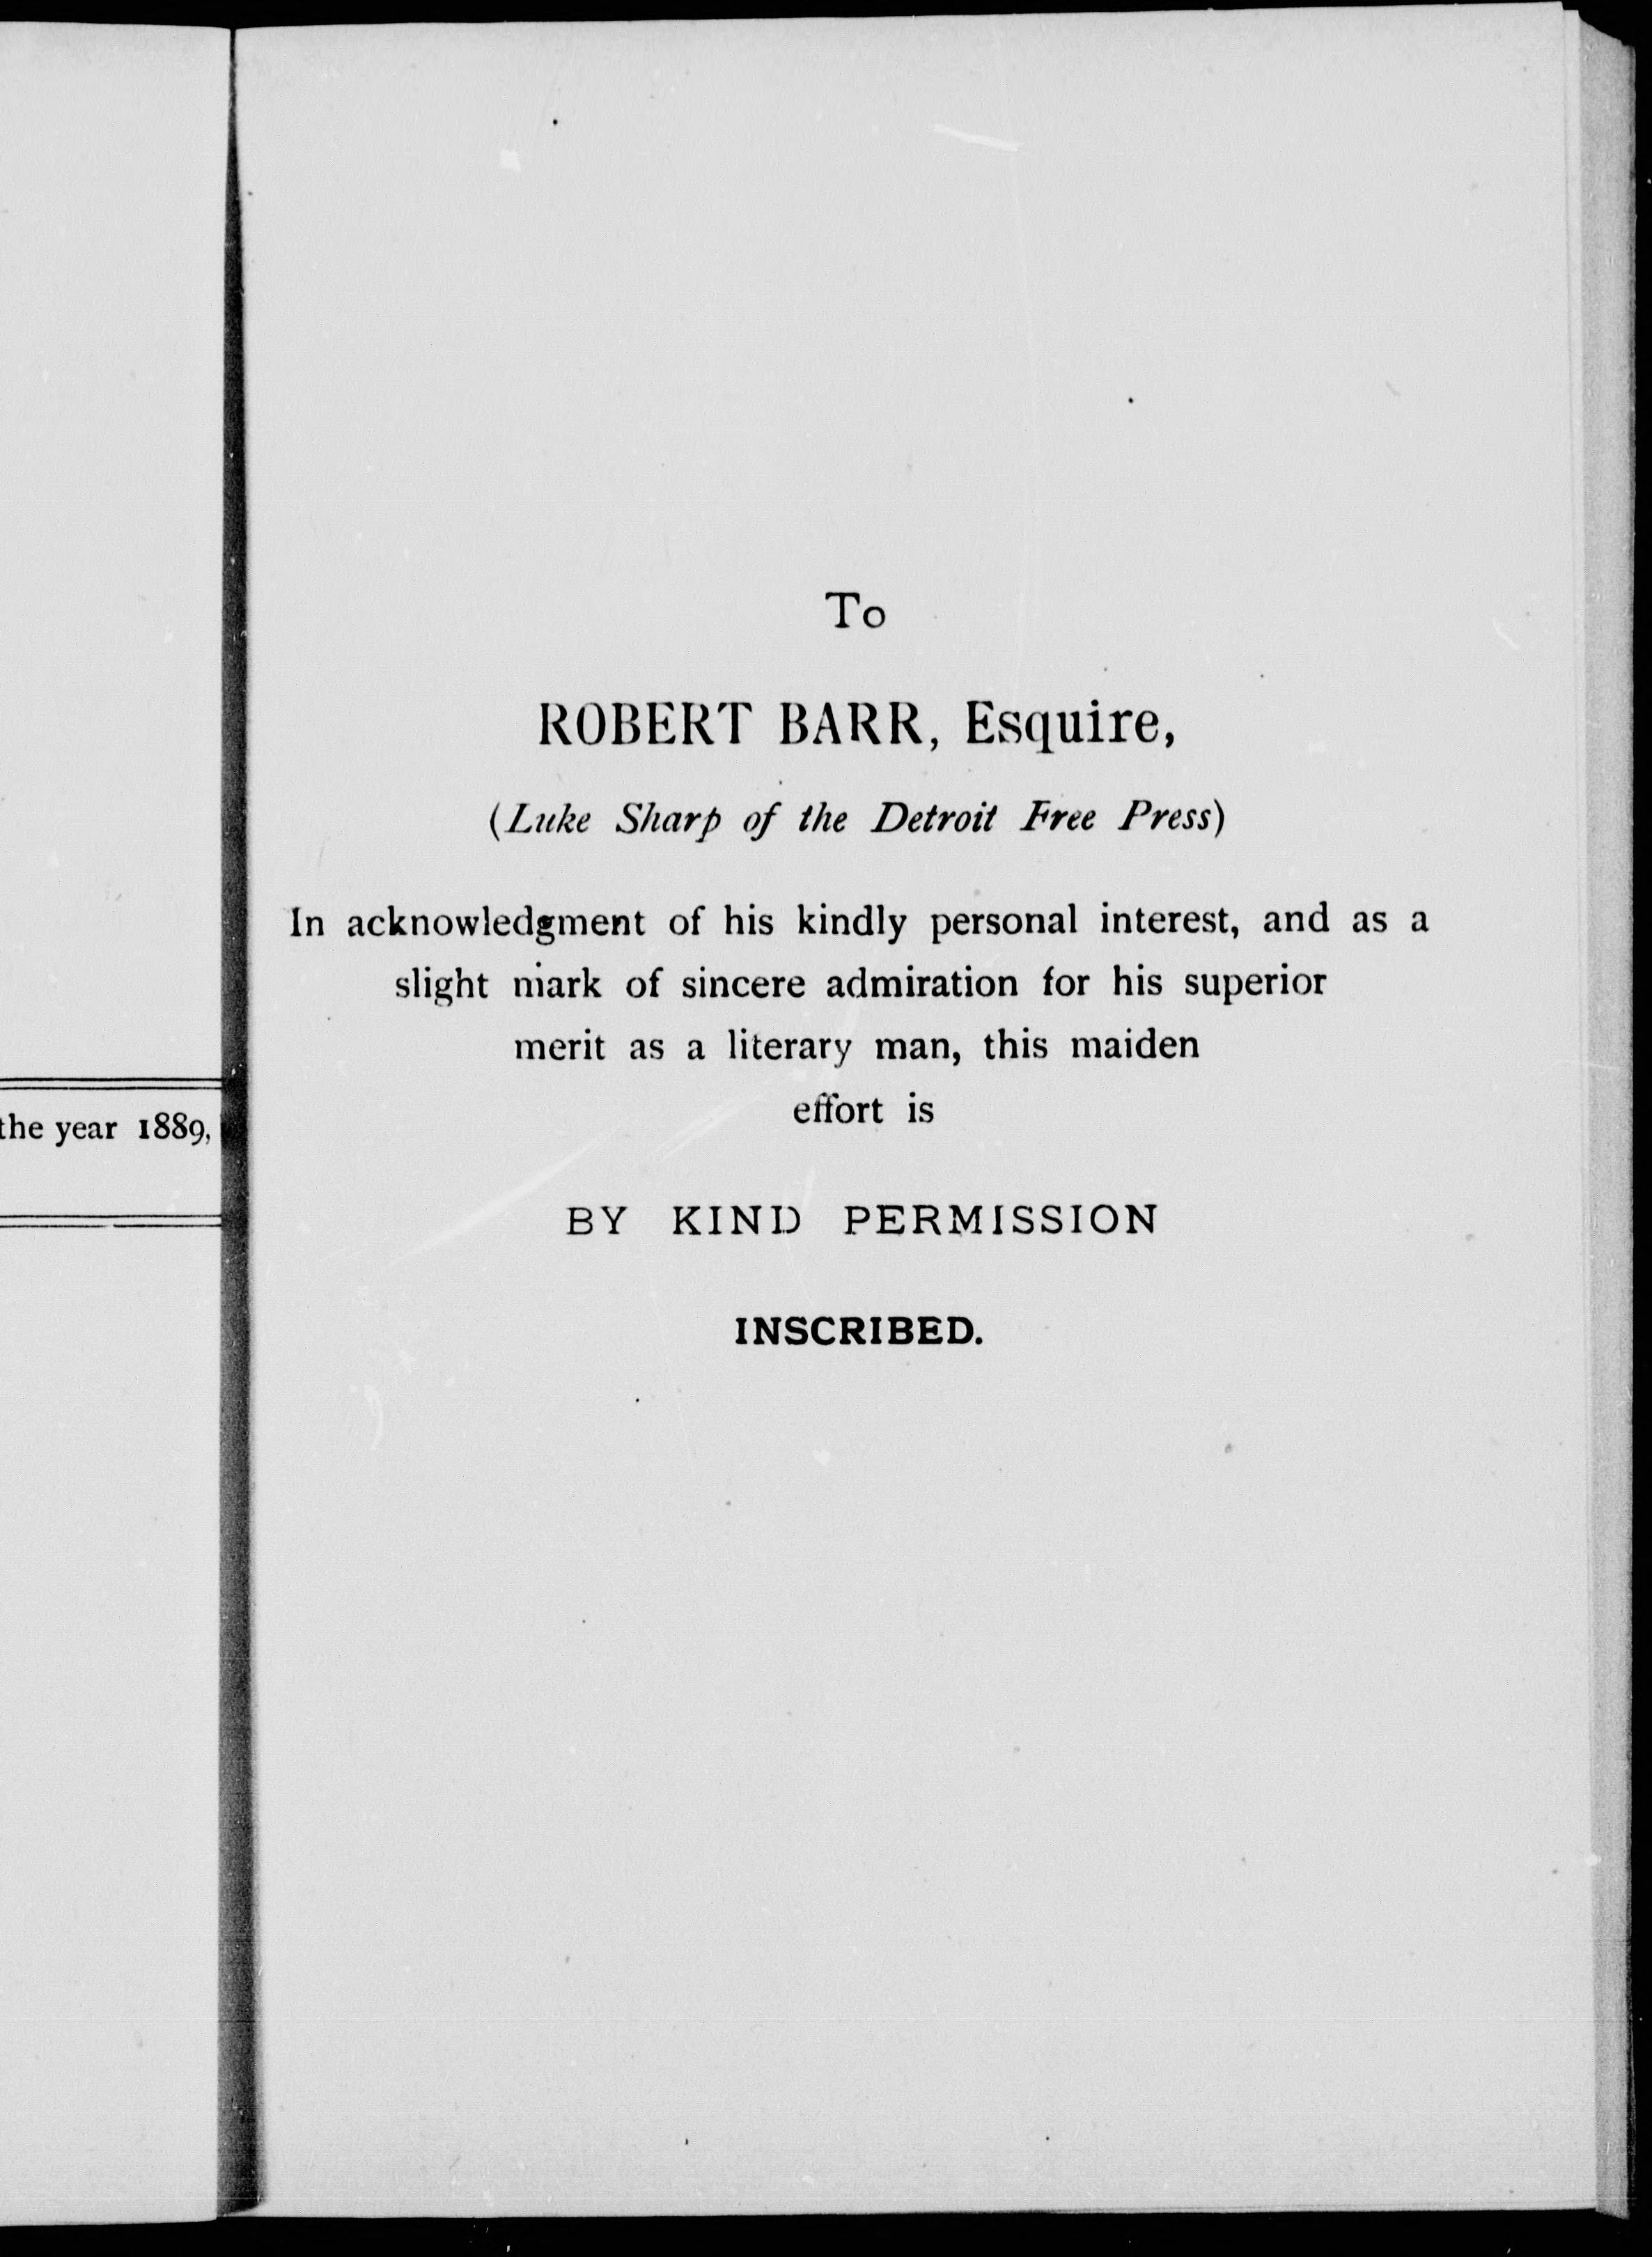 the year 1889,
To
ROBERT BARR, Esquire,
(Luke Sharp of the Detroit Free Press)
In acknowledgment of his kindly personal interest, and as a
slight mark of sincere admiration for his superior
merit as a literary man, this maiden
effort is
BY KIND PERMISSION
INSCRIBED.